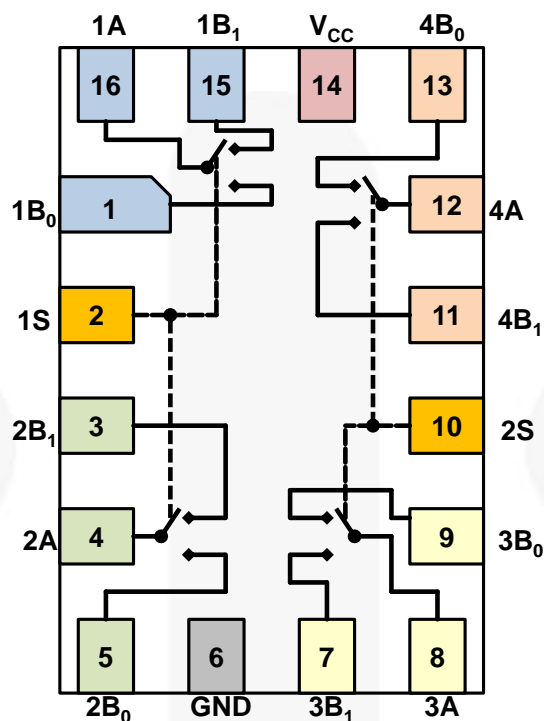 1A 1B₁ V_CC 4B₀
16 15 14 13
1B₀ 1 12 4A
1S 2 11 4B₁
2B₁ 3 10 2S
2A 4 9 3B₀
5 6 7 8
2B₀ GND 3B₁ 3A